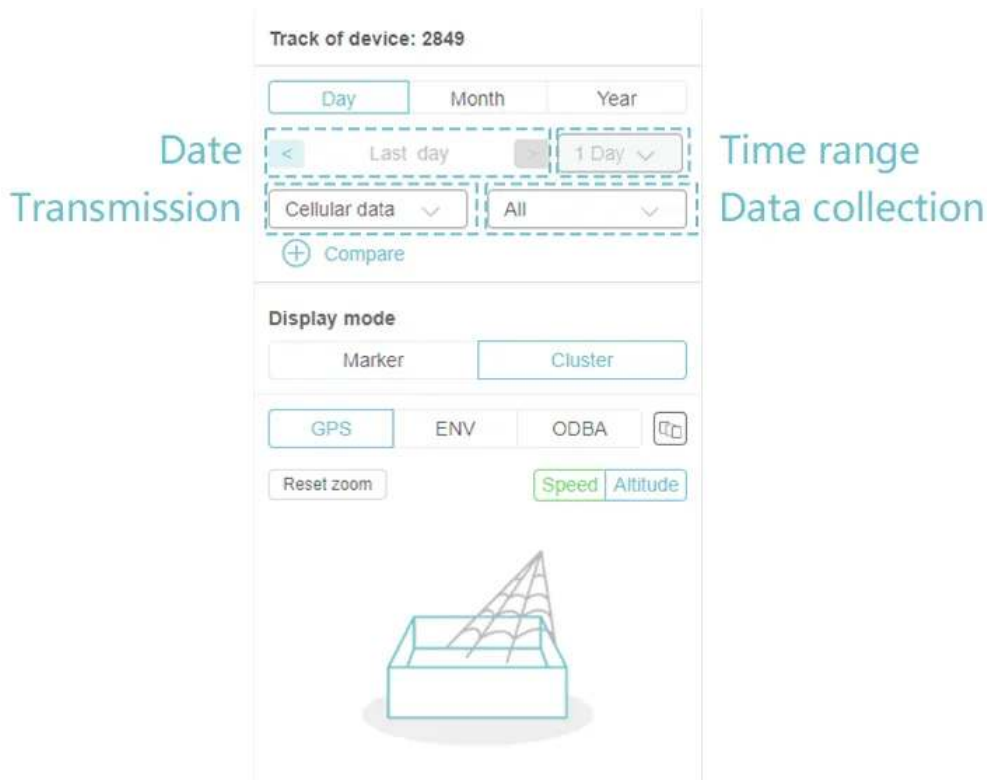 Track of device: 2849
Day Month Year
Date < Last day > 1 Day Time range
Transmission Cellular data All Data collection
Compare
Display mode
Marker Cluster
GPS ENV ODBA
Reset zoom Speed Altitude